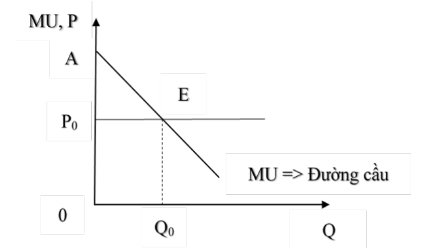 MU, P
A
E
P₀
MU => Đường cầu
0
Q₀
Q